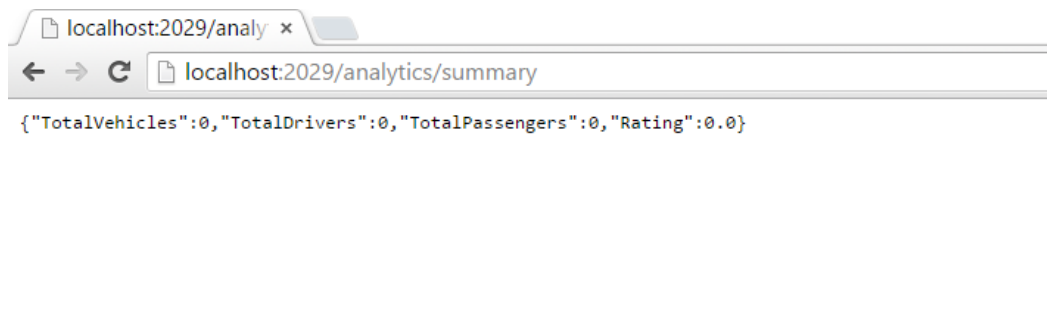 localhost:2029/analy
localhost:2029/analytics/summary
{"TotalVehicles":0,"TotalDrivers":0,"TotalPassengers":0,"Rating":0.0}